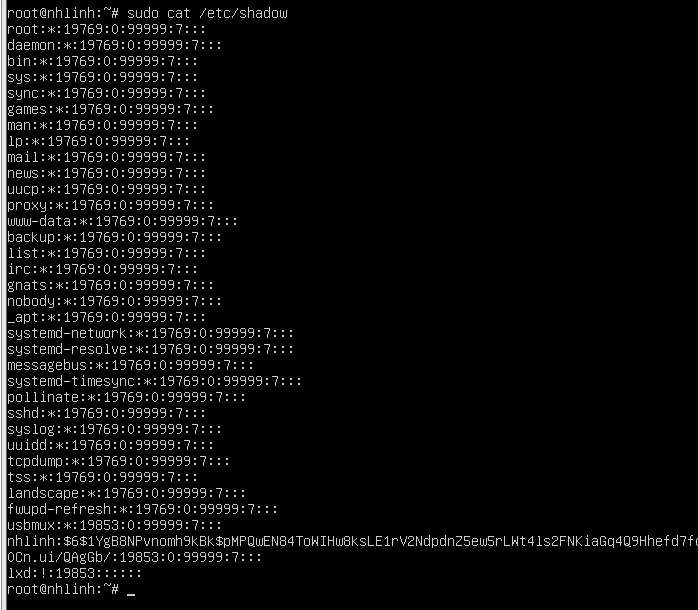 root@nhlinh:~# sudo cat /etc/shadow
root:*:19769:0:99999:7:::
daemon:*:19769:0:99999:7:::
bin:*:19769:0:99999:7:::
sys:*:19769:0:99999:7:::
sync:*:19769:0:99999:7:::
games:*:19769:0:99999:7:::
man:*:19769:0:99999:7:::
lp:*:19769:0:99999:7:::
mail:*:19769:0:99999:7:::
news:*:19769:0:99999:7:::
uucp:*:19769:0:99999:7:::
proxy:*:19769:0:99999:7:::
www-data:*:19769:0:99999:7:::
backup:*:19769:0:99999:7:::
list:*:19769:0:99999:7:::
irc:*:19769:0:99999:7:::
gnats:*:19769:0:99999:7:::
nobody:*:19769:0:99999:7:::
_apt:*:19769:0:99999:7:::
systemd-network:*:19769:0:99999:7:::
systemd-resolve:*:19769:0:99999:7:::
messagebus:*:19769:0:99999:7:::
systemd-timesync:*:19769:0:99999:7:::
pollinate:*:19769:0:99999:7:::
sshd:*:19769:0:99999:7:::
syslog:*:19769:0:99999:7:::
uuidd:*:19769:0:99999:7:::
tcpdump:*:19769:0:99999:7:::
tss:*:19769:0:99999:7:::
landscape:*:19769:0:99999:7:::
fwupd-refresh:*:19769:0:99999:7:::
usbmux:*:19853:0:99999:7:::
nhlinh:$6$1YgB8NPvnomh9kBk$pMPQwEN84ToWIHw8ksLE1rV2NdpdnZ5ew5rLWt4ls2FNKiaGq4Q9Hhefd7f
0Cn.ui/QAgGb/:19853:0:99999:7:::
lxd:!:19853::::::
root@nhlinh:~# _